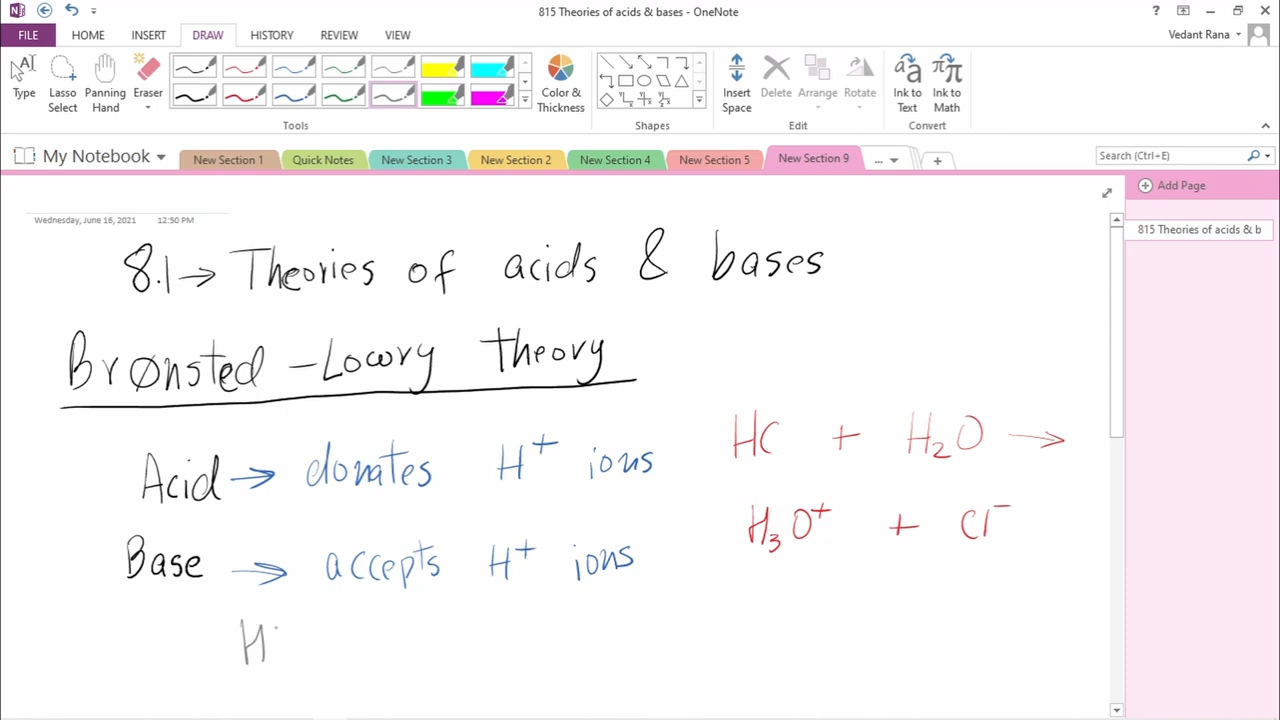 815 Theories of acids & bases - OneNote
?
FILE HOME INSERT DRAW HISTORY REVIEW VIEW Vedant Rana
Type Lasso Select Panning Hand Eraser Color & Thickness Insert Space Delete Arrange Rotate Ink to Text Ink to Math
Tools Shapes Edit Convert
My Notebook New Section 1 Quick Notes New Section 3 New Section 2 New Section 4 New Section 5 New Section 9 ... + Search (Ctrl+E)
Add Page
815 Theories of acids & b
Wednesday, June 16, 2021 12:50 PM
8.1 → Theories of acids & bases
Brønsted - Lowry theory
Acid → donates H⁺ ions
Base → accepts H⁺ ions
H
HC + H₂O →
H₃O⁺ + Cl⁻